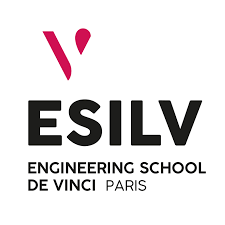 ESILV
ENGINEERING SCHOOL
DE VINCI PARIS